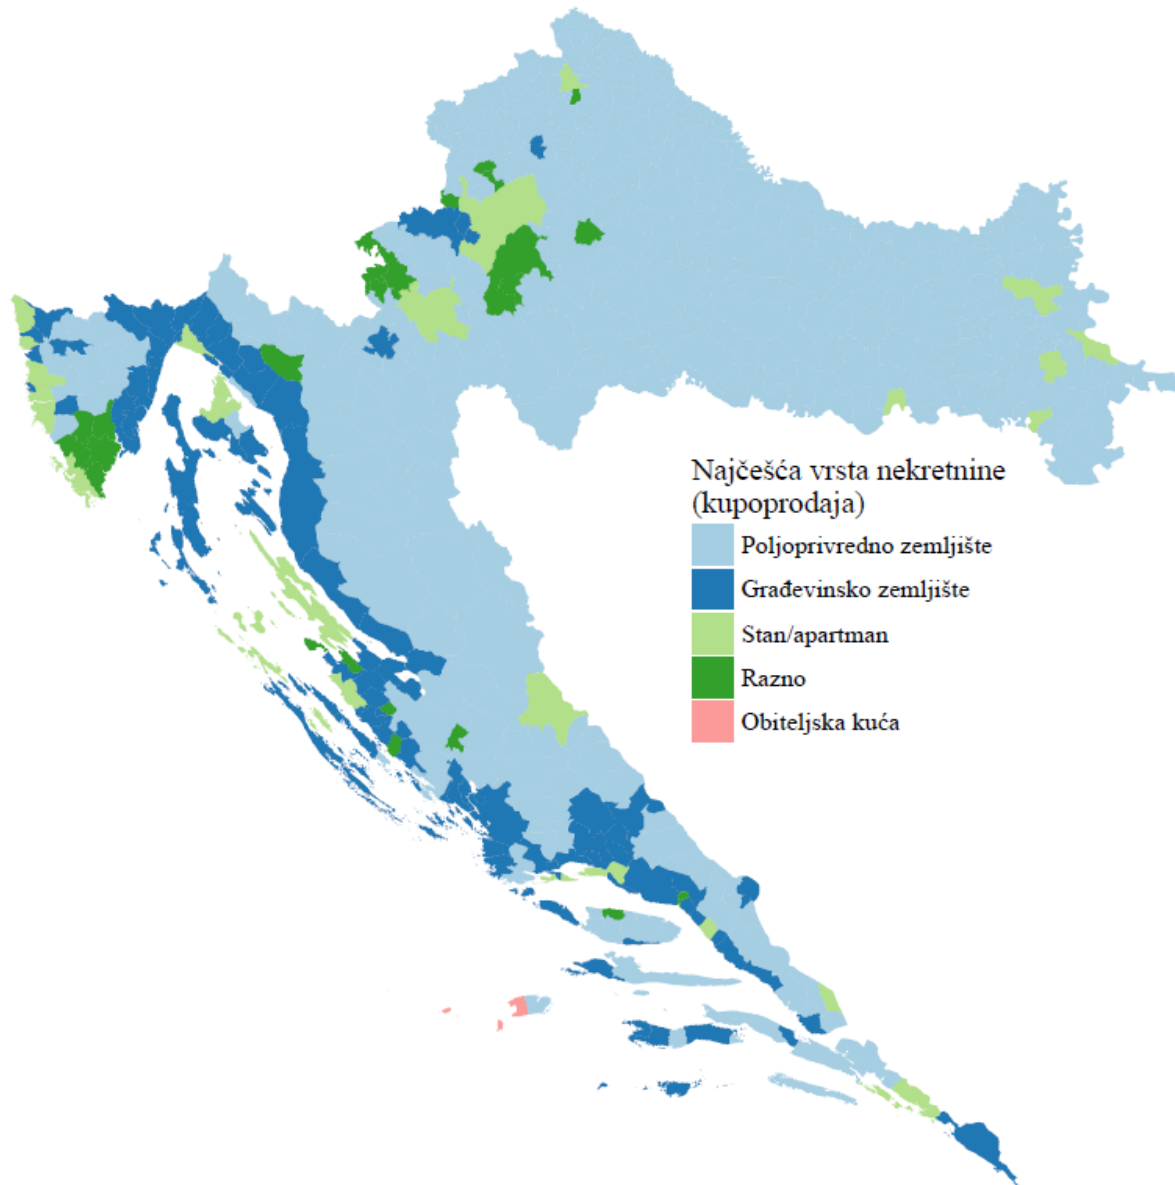 Najčešća vrsta nekretnine
(kupoprodaja)
Poljoprivredno zemljište
Građevinsko zemljište
Stan/apartman
Razno
Obiteljska kuća